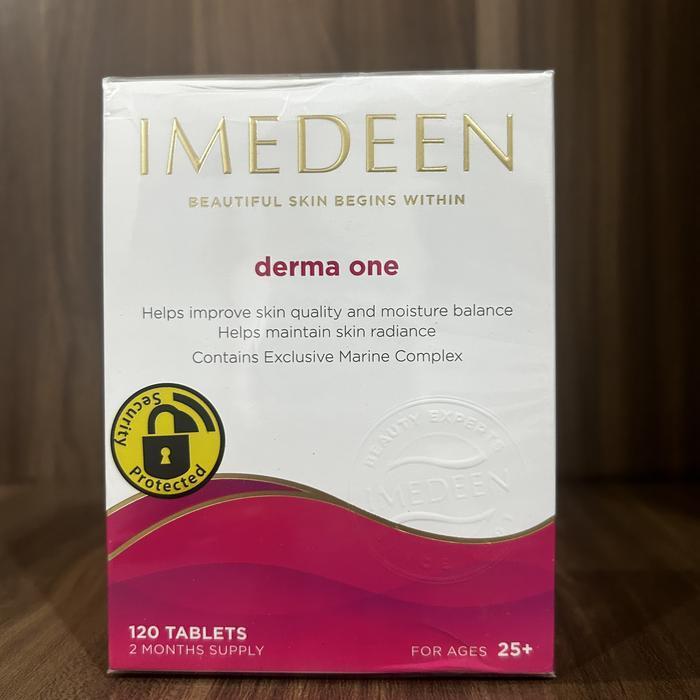 IMEDEEN
BEAUTIFUL SKIN BEGINS WITHIN
derma one
Helps improve skin quality and moisture balance
Helps maintain skin radiance
Contains Exclusive Marine Complex
Security
Protected
BEAUTY EXPERTS
IMEDEEN
120 TABLETS
2 MONTHS SUPPLY
FOR AGES 25+